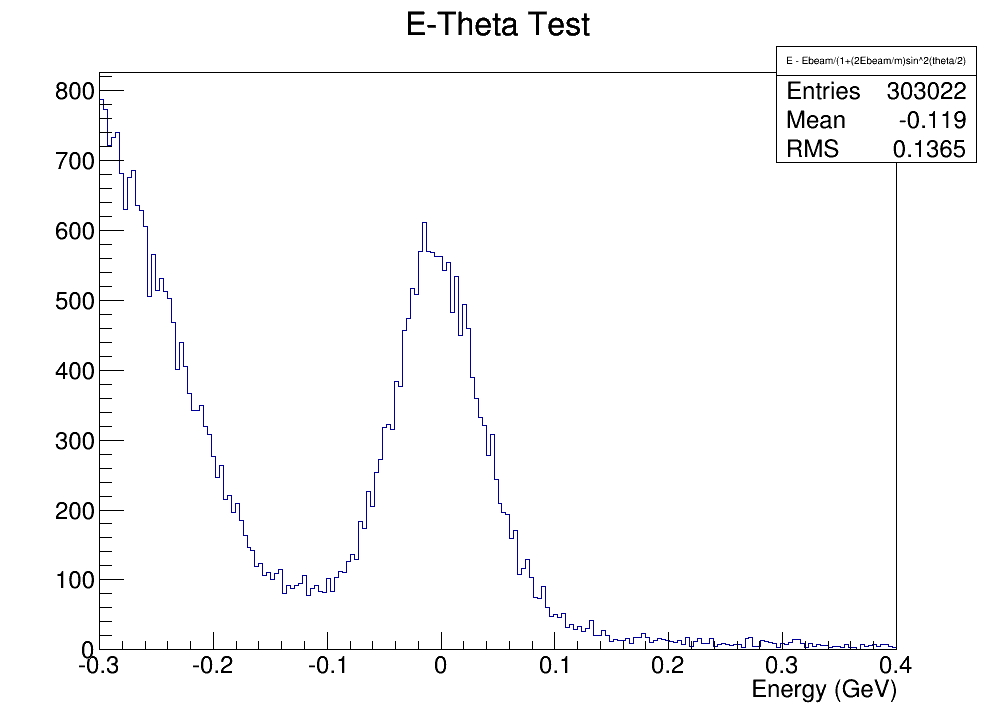 E-Theta Test
E - Ebeam/(1+(2Ebeam/m)sin^2(theta/2)
Entries 303022
Mean -0.119
RMS 0.1365
800
700
600
500
400
300
200
100
0
-0.3 -0.2 -0.1 0 0.1 0.2 0.3 0.4
Energy (GeV)